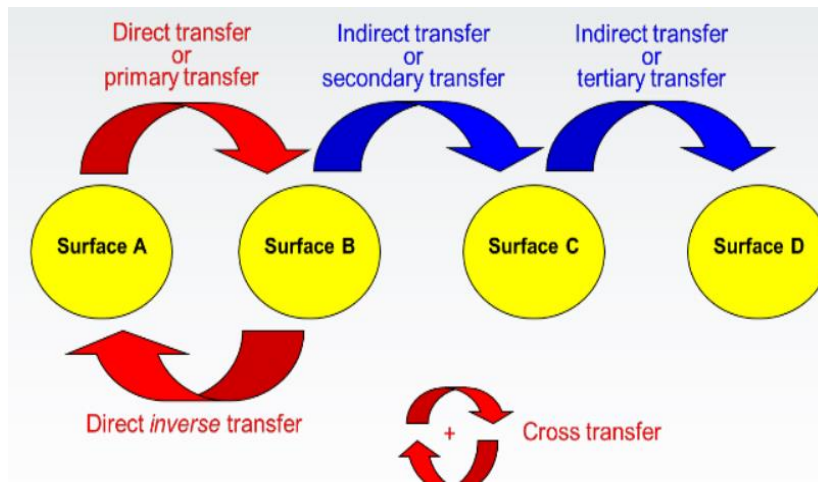 Direct transfer
or
primary transfer
Indirect transfer
or
secondary transfer
Indirect transfer
or
tertiary transfer
Surface A
Surface B
Surface C
Surface D
Direct inverse transfer
+
Cross transfer